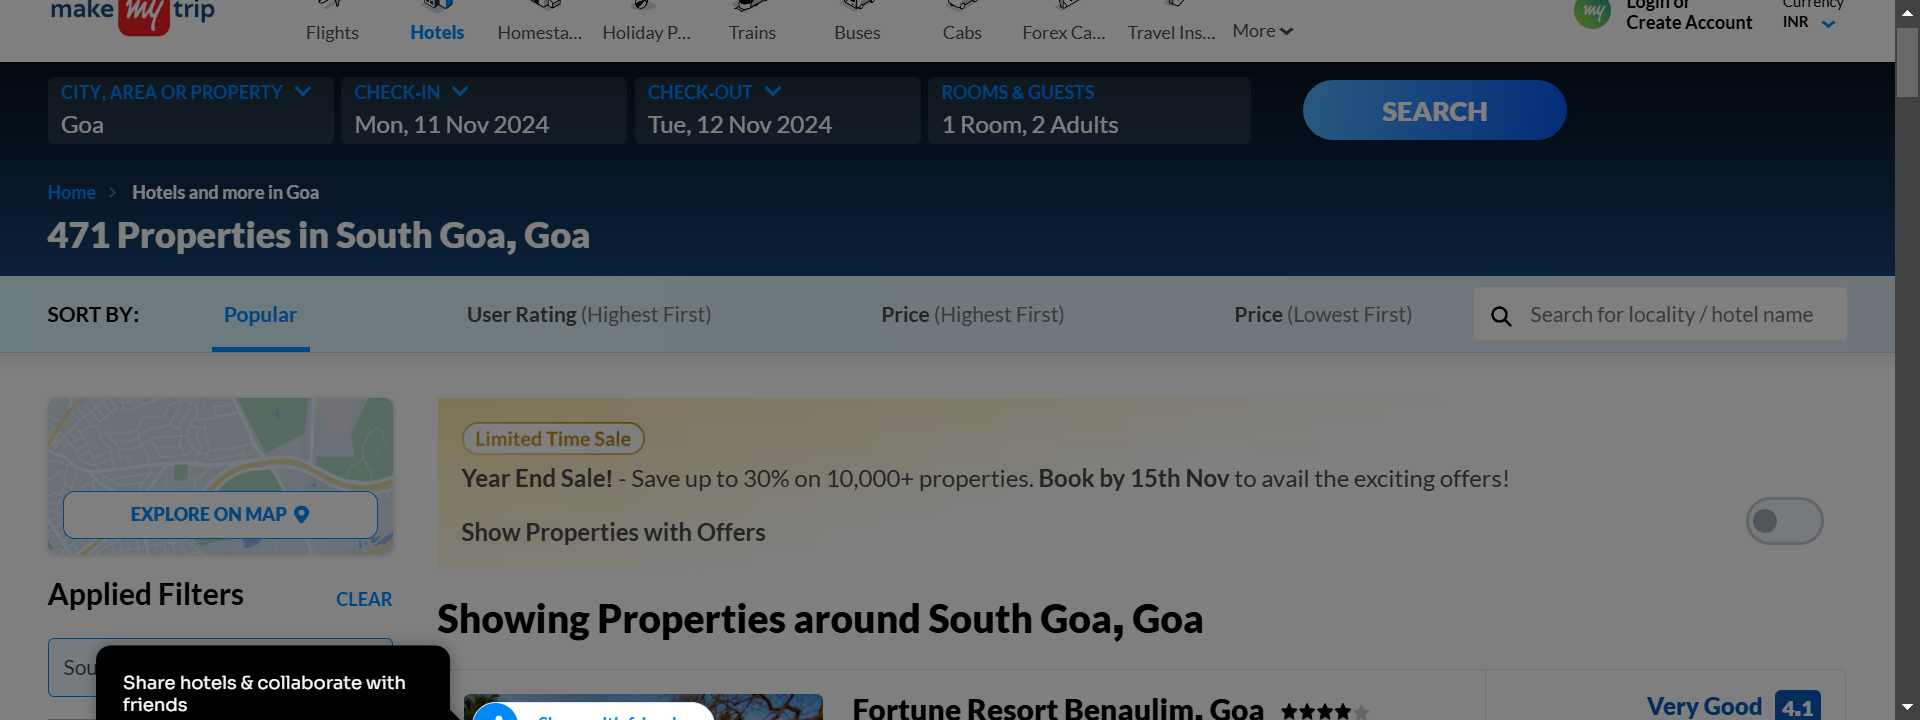 make my trip
Flights
Hotels
Homesta...
Holiday P...
Trains
Buses
Cabs
Forex Ca...
Travel Ins...
More
my
Login or
Create Account
Currency
INR
CITY, AREA OR PROPERTY
Goa
CHECK-IN
Mon, 11 Nov 2024
CHECK-OUT
Tue, 12 Nov 2024
ROOMS & GUESTS
1 Room, 2 Adults
SEARCH
Home > Hotels and more in Goa
471 Properties in South Goa, Goa
SORT BY:
Popular
User Rating (Highest First)
Price (Highest First)
Price (Lowest First)
Search for locality / hotel name
EXPLORE ON MAP
Limited Time Sale
Year End Sale! - Save up to 30% on 10,000+ properties. Book by 15th Nov to avail the exciting offers!
Show Properties with Offers
Applied Filters
CLEAR
Sou
Share hotels & collaborate with
friends
Showing Properties around South Goa, Goa
Fortune Resort Benaulim, Goa
Very Good 4.1